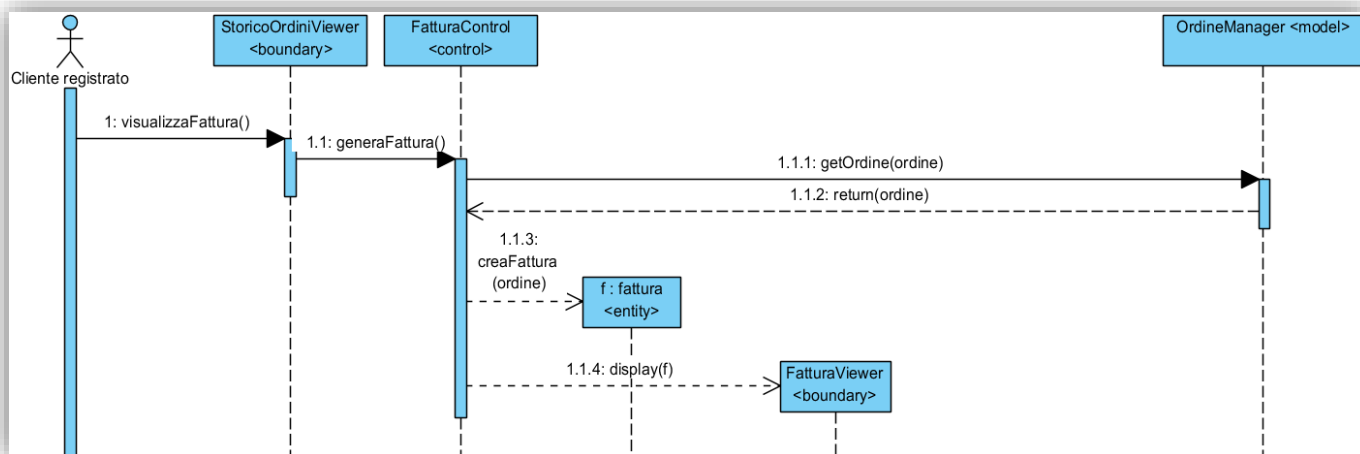 StoricoOrdiniViewer
<boundary>
FatturaControl
<control>
OrdineManager <model>
Cliente registrato
1: visualizzaFattura()
1.1: generaFattura()
1.1.1: getOrdine(ordine)
1.1.2: return(ordine)
1.1.3:
creaFattura
(ordine)
f : fattura
<entity>
1.1.4: display(f)
FatturaViewer
<boundary>